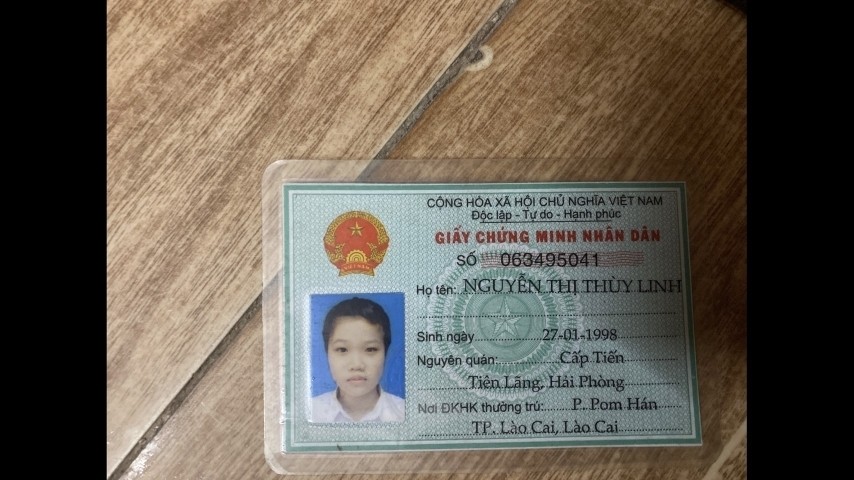 CỘNG HÒA XÃ HỘI CHỦ NGHĨA VIỆT NAM
Độc lập - Tự do - Hạnh phúc
GIẤY CHỨNG MINH NHÂN DÂN
SỐ 063495041
Họ tên: NGUYỄN THỊ THÙY LINH
Sinh ngày 27-01-1998
Nguyên quán: Cấp Tiến
Tiên Lãng, Hải Phòng
Nơi ĐKHK thường trú: P. Pom Hán
TP. Lào Cai, Lào Cai